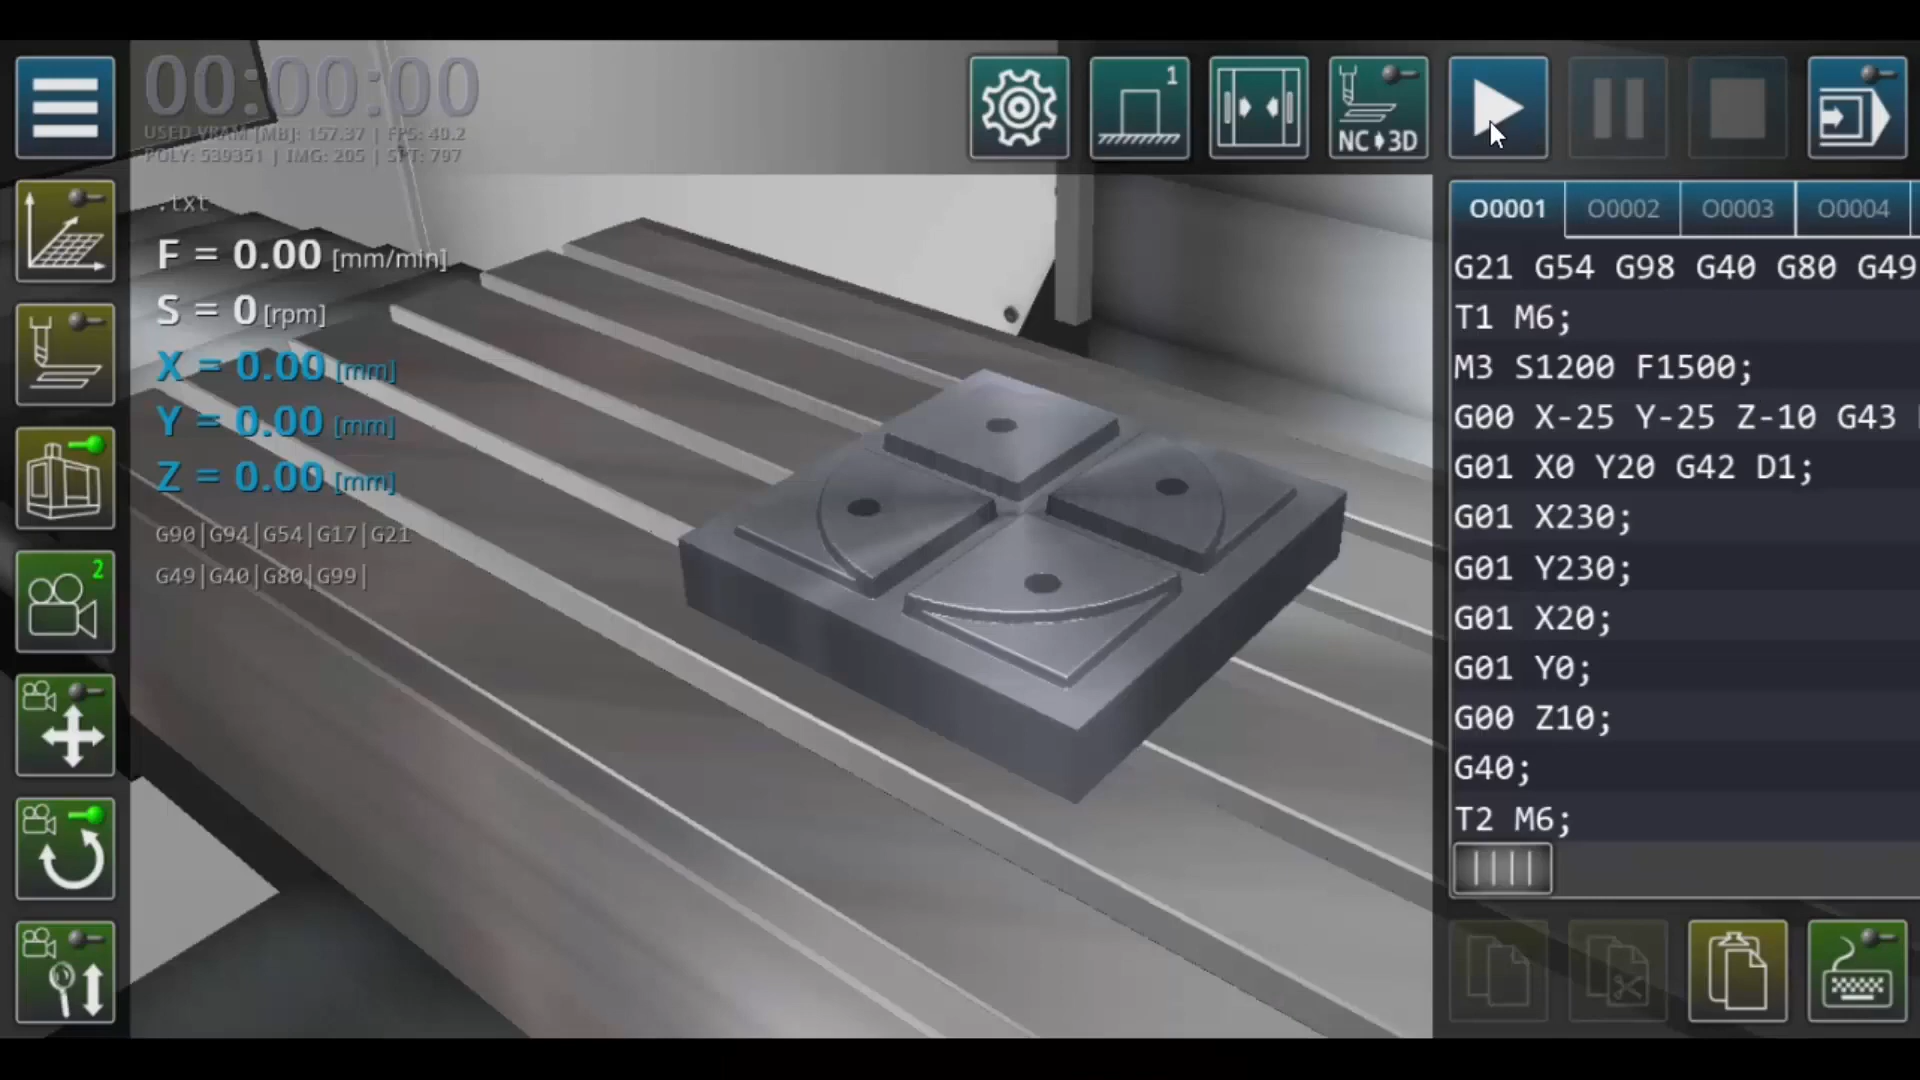 00:00:00
USED VRAM [MB]: 157.37 | FPS: 40.2
POLY: 539351 | IMG: 205 | SPT: 797
.txt
F = 0.00 [mm/min]
S = 0 [rpm]
X = 0.00 [mm]
Y = 0.00 [mm]
Z = 0.00 [mm]
G90|G94|G54|G17|G21
G49|G40|G80|G99|
2
1
NC 3D
O0001 O0002 O0003 O0004
G21 G54 G98 G40 G80 G49
T1 M6;
M3 S1200 F1500;
G00 X-25 Y-25 Z-10 G43
G01 X0 Y20 G42 D1;
G01 X230;
G01 Y230;
G01 X20;
G01 Y0;
G00 Z10;
G40;
T2 M6;